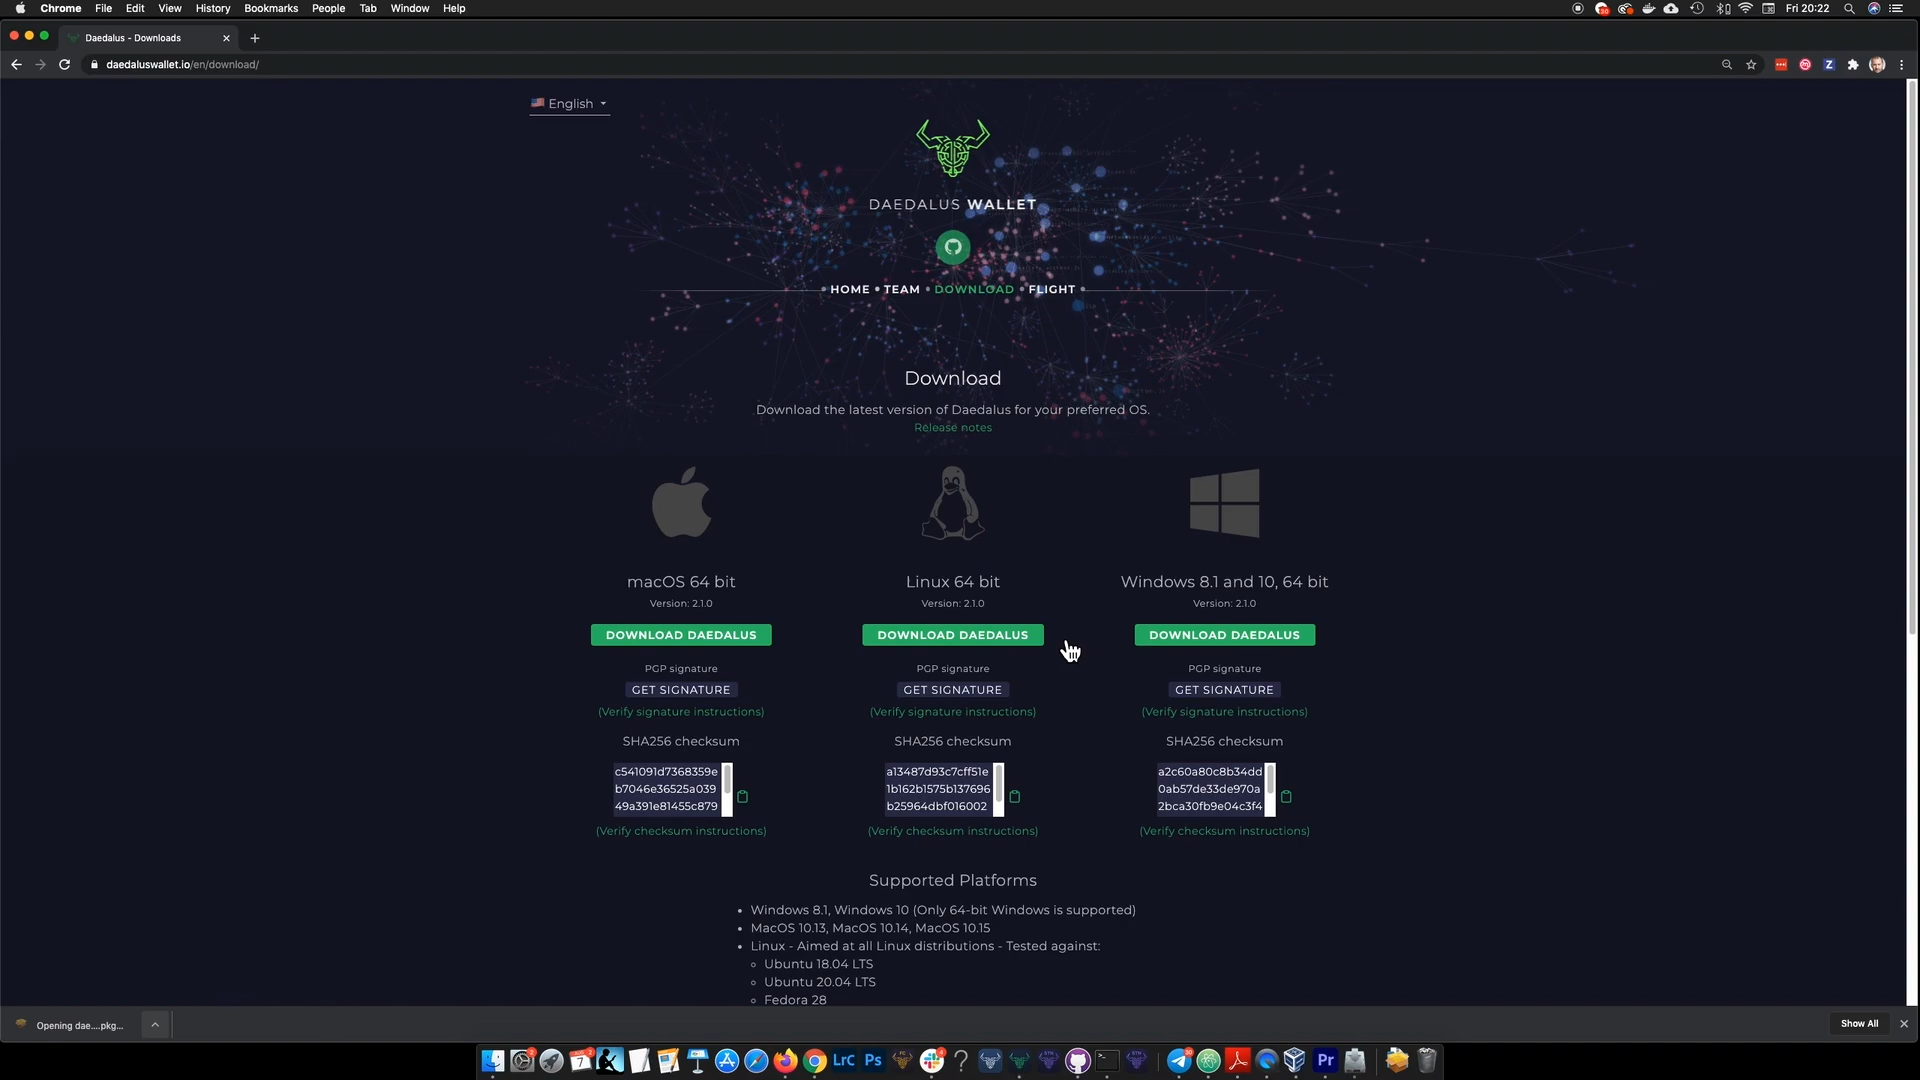 Chrome File Edit View History Bookmarks People Tab Window Help
Fri 20:22
Daedalus - Downloads
daedaluswallet.io/en/download/
English
DAEDALUS WALLET
HOME • TEAM • DOWNLOAD • FLIGHT
Download
Download the latest version of Daedalus for your preferred OS.
Release notes
macOS 64 bit
Version: 2.1.0
DOWNLOAD DAEDALUS
PGP signature
GET SIGNATURE
(Verify signature instructions)
SHA256 checksum
c541091d7368359e
b7046e36525a039
49a391e81455c879
(Verify checksum instructions)
Linux 64 bit
Version: 2.1.0
DOWNLOAD DAEDALUS
PGP signature
GET SIGNATURE
(Verify signature instructions)
SHA256 checksum
a13487d93c7cff51e
1b162b1575b137696
b25964dbf016002
(Verify checksum instructions)
Windows 8.1 and 10, 64 bit
Version: 2.1.0
DOWNLOAD DAEDALUS
PGP signature
GET SIGNATURE
(Verify signature instructions)
SHA256 checksum
a2c60a80c8b34dd
0ab57de33de970a
2bca30fb9e04c3f4
(Verify checksum instructions)
Supported Platforms
• Windows 8.1, Windows 10 (Only 64-bit Windows is supported)
• MacOS 10.13, MacOS 10.14, MacOS 10.15
• Linux - Aimed at all Linux distributions - Tested against:
Ubuntu 18.04 LTS
Ubuntu 20.04 LTS
Fedora 28
Opening dae....pkg...
Show All
7
LrC Ps
Pr